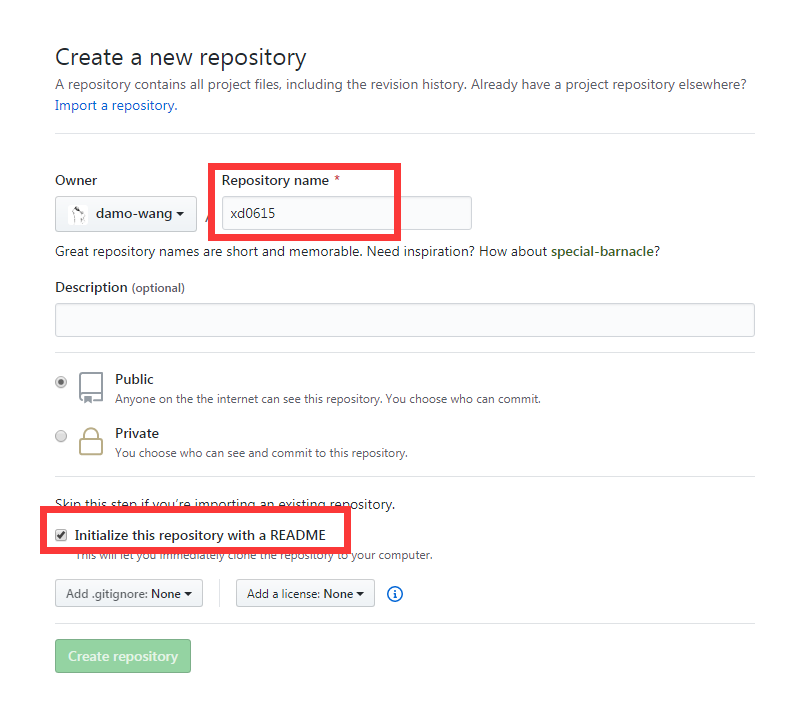 Create a new repository
A repository contains all project files, including the revision history. Already have a project repository elsewhere?
Import a repository.
Owner
Repository name *
damo-wang
/
xd0615
Great repository names are short and memorable. Need inspiration? How about special-barnacle?
Description (optional)
Public
Anyone on the the internet can see this repository. You choose who can commit.
Private
You choose who can see and commit to this repository.
Skip this step if you're importing an existing repository.
Initialize this repository with a README
This will let you immediately clone the repository to your computer.
Add .gitignore: None
Add a license: None
Create repository